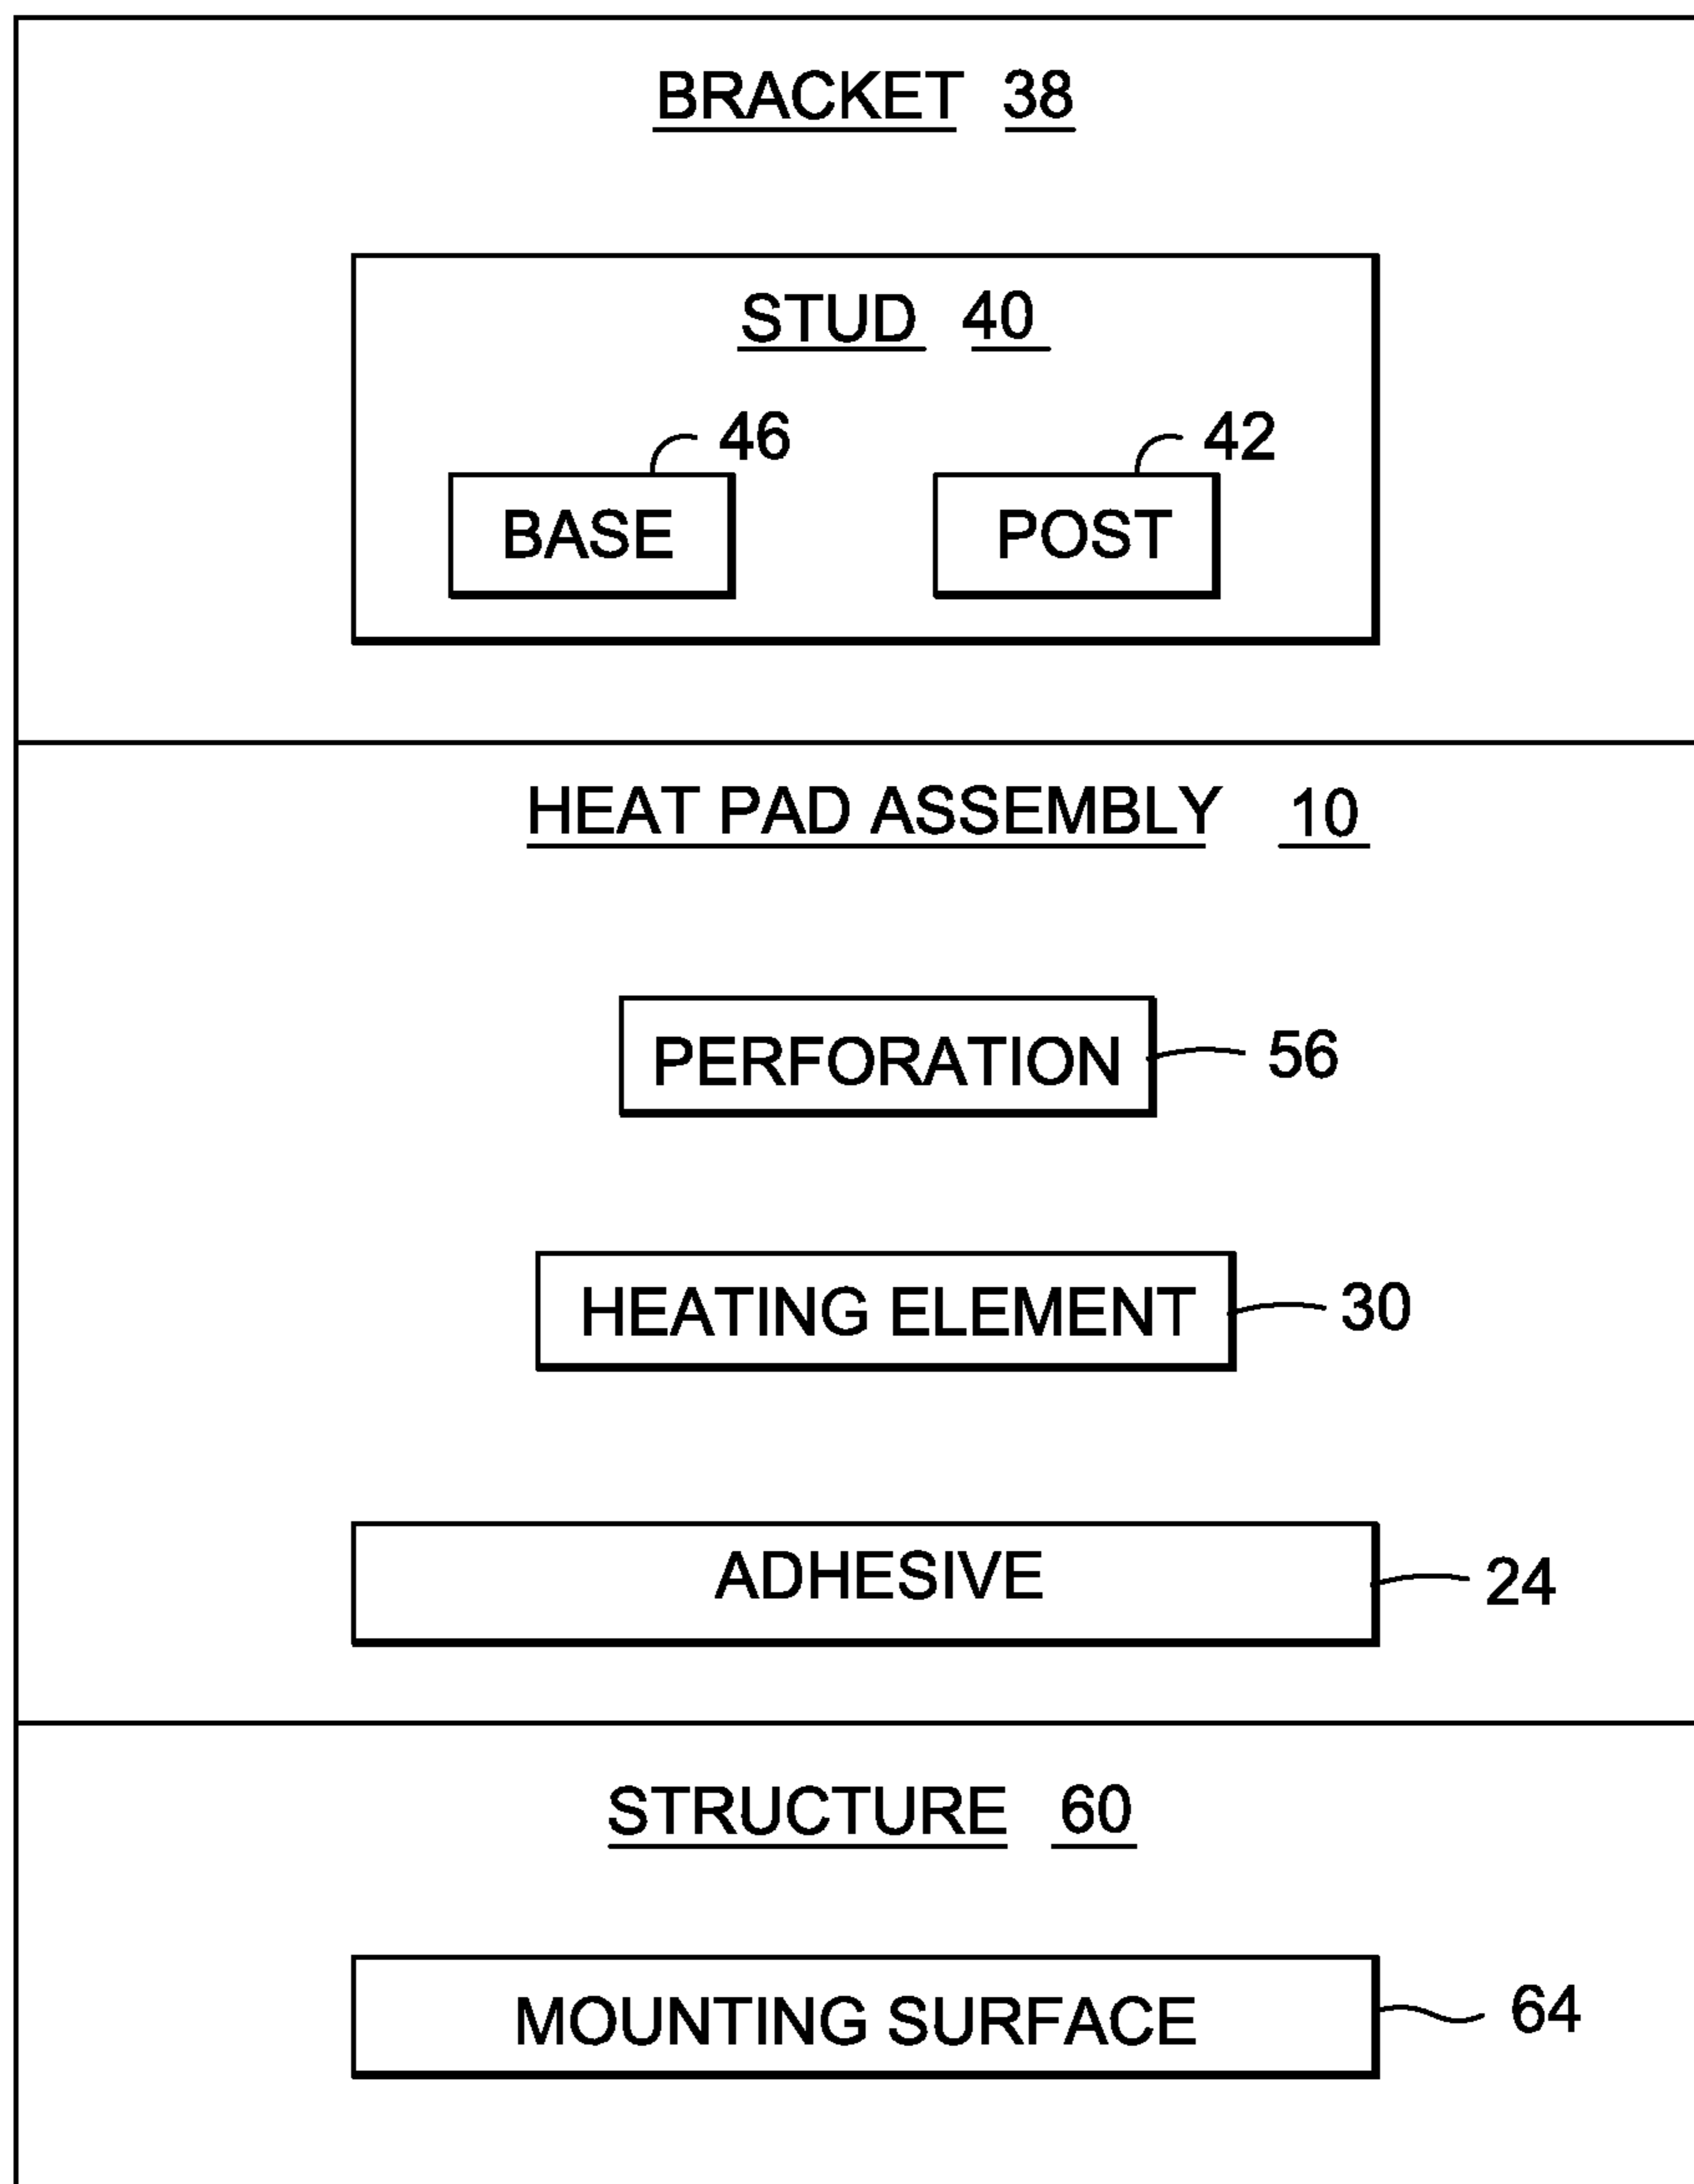 BRACKET 38
STUD 40
46 42
BASE POST
HEAT PAD ASSEMBLY 10
PERFORATION 56
HEATING ELEMENT 30
ADHESIVE 24
STRUCTURE 60
MOUNTING SURFACE 64